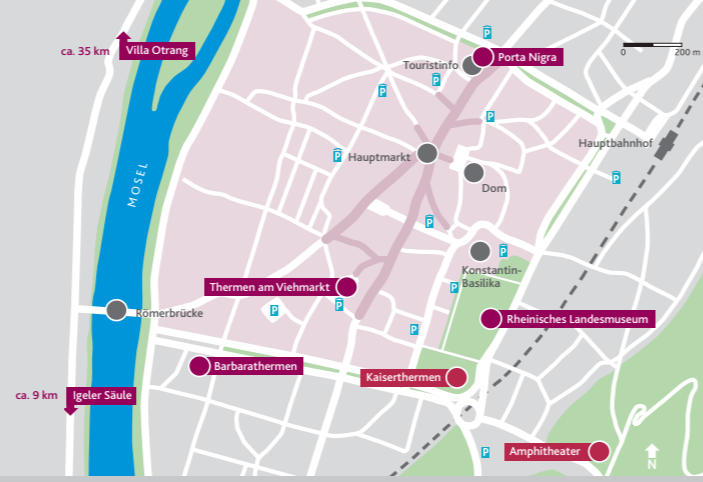 ca. 35 km
Villa Otrang
P
Touristinfo
Porta Nigra
0
200 m
P
P
P
Hauptbahnhof
P
Hauptmarkt
P
Dom
MOSEL
P
P
Konstantin-
Basilika
Thermen am Viehmarkt
P
P
P
Römerbrücke
Rheinisches Landesmuseum
P
Barbarathermen
Kaiserthermen
ca. 9 km
Igeler Säule
P
Amphitheater
N